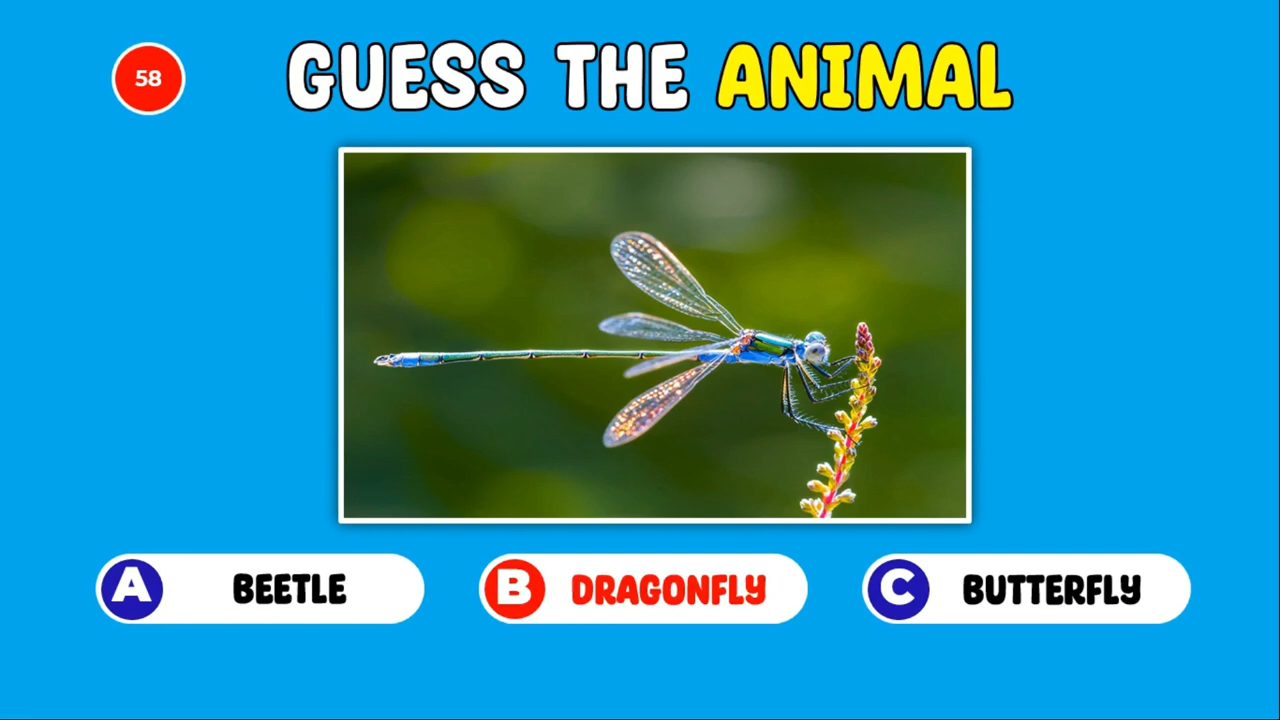 58
GUESS THE ANIMAL
A BEETLE
B DRAGONFLY
C BUTTERFLY